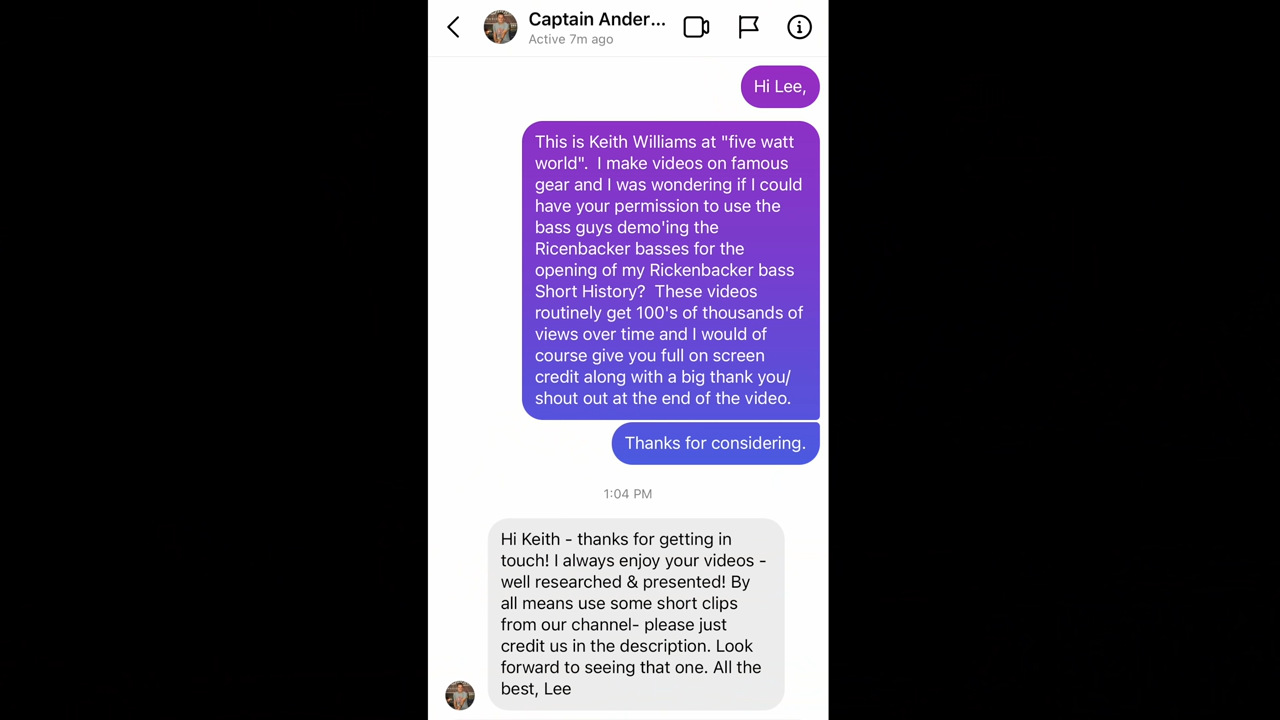 Captain Ander...
Active 7m ago
Hi Lee,
This is Keith Williams at "five watt
world".  I make videos on famous
gear and I was wondering if I could
have your permission to use the
bass guys demo'ing the
Ricenbacker basses for the
opening of my Rickenbacker bass
Short History?  These videos
routinely get 100's of thousands of
views over time and I would of
course give you full on screen
credit along with a big thank you/
shout out at the end of the video.
Thanks for considering.
1:04 PM
Hi Keith - thanks for getting in
touch! I always enjoy your videos -
well researched & presented! By
all means use some short clips
from our channel- please just
credit us in the description. Look
forward to seeing that one. All the
best, Lee